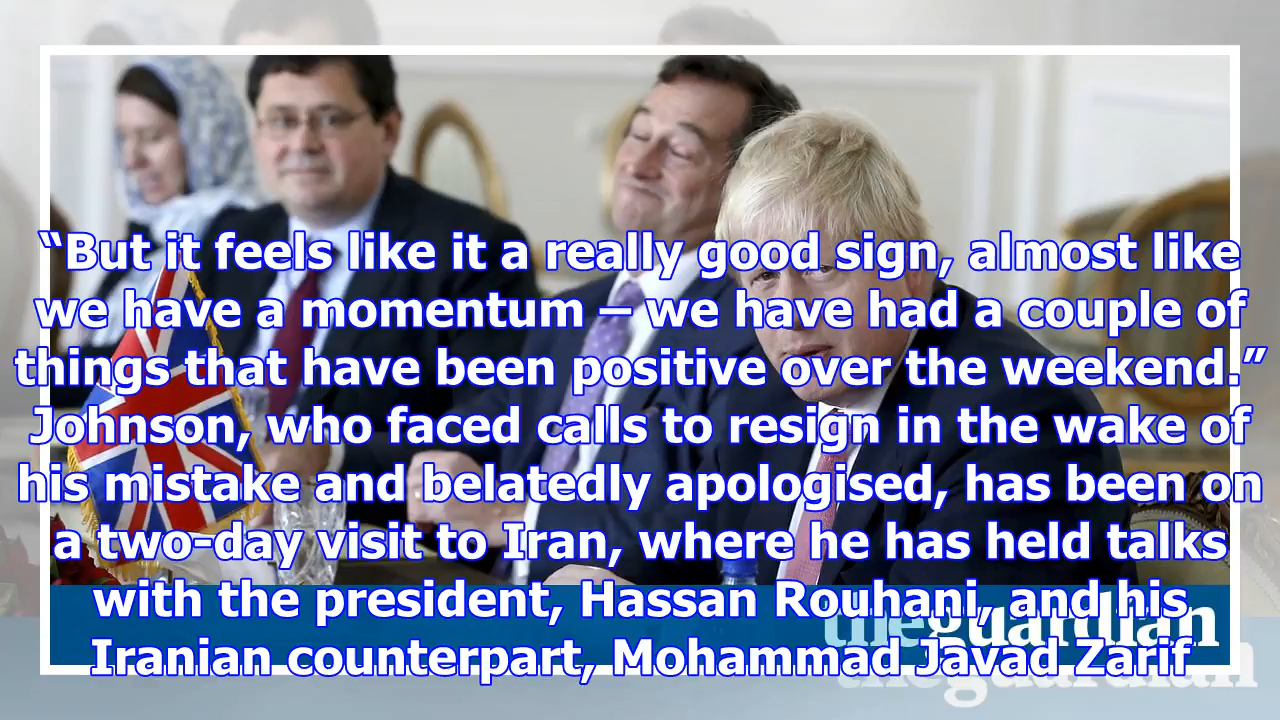 “But it feels like it a really good sign, almost like
we have a momentum – we have had a couple of
things that have been positive over the weekend.”
Johnson, who faced calls to resign in the wake of
his mistake and belatedly apologised, has been on
a two-day visit to Iran, where he has held talks
with the president, Hassan Rouhani, and his
Iranian counterpart, Mohammad Javad Zarif
theguardian
theguardian